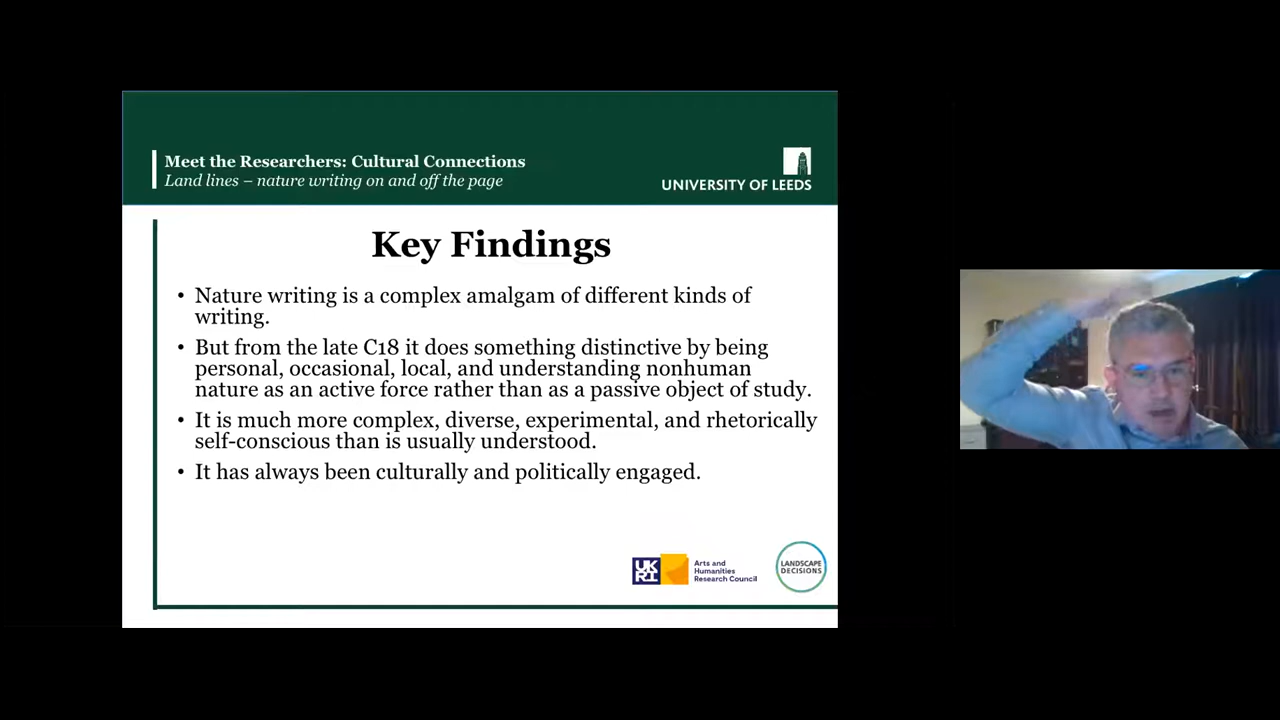 Meet the Researchers: Cultural Connections
Land lines – nature writing on and off the page
UNIVERSITY OF LEEDS
Key Findings
• Nature writing is a complex amalgam of different kinds of
writing.
• But from the late C18 it does something distinctive by being
personal, occasional, local, and understanding nonhuman
nature as an active force rather than as a passive object of study.
• It is much more complex, diverse, experimental, and rhetorically
self-conscious than is usually understood.
• It has always been culturally and politically engaged.
UK
RI
Arts and
Humanities
Research Council
LANDSCAPE
DECISIONS